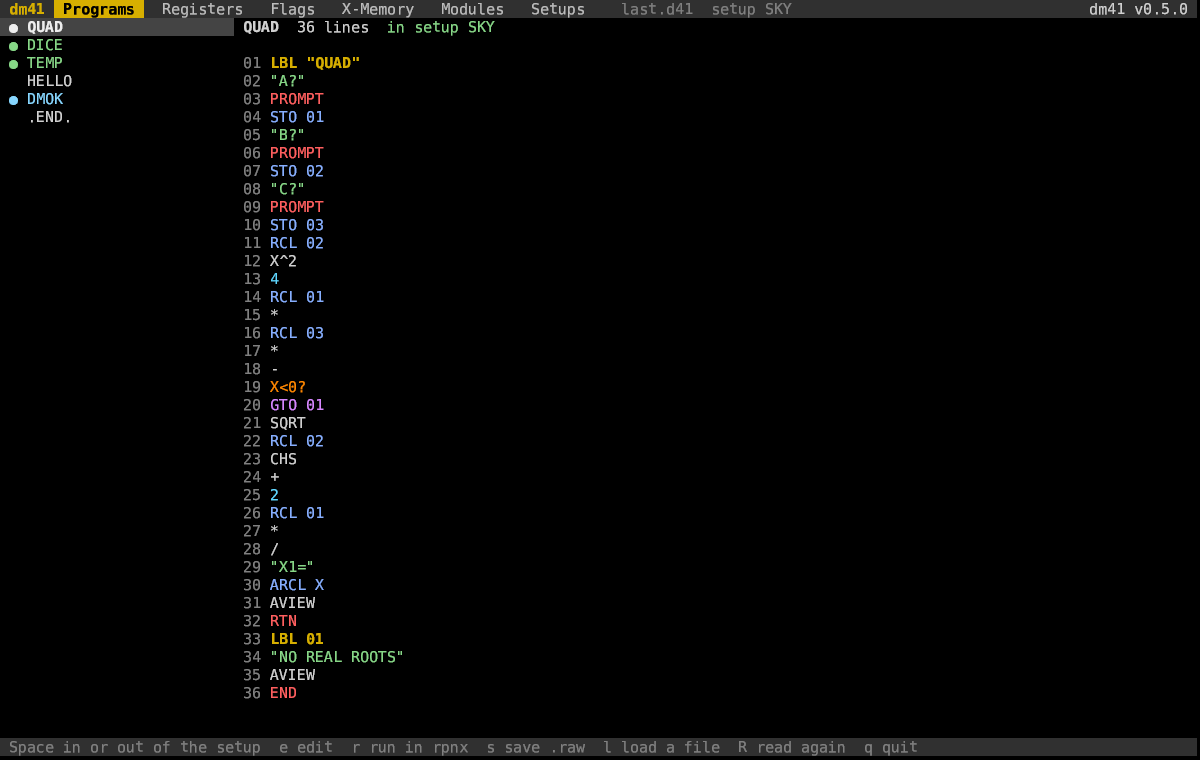 dm41 Programs Registers Flags X-Memory Modules Setups last.d41 setup SKY dm41 v0.5.0
QUAD
DICE
TEMP
HELLO
DMOK
.END.
QUAD 36 lines in setup SKY
01 LBL "QUAD"
02 "A?"
03 PROMPT
04 STO 01
05 "B?"
06 PROMPT
07 STO 02
08 "C?"
09 PROMPT
10 STO 03
11 RCL 02
12 X^2
13 4
14 RCL 01
15 *
16 RCL 03
17 *
18 -
19 X<0?
20 GTO 01
21 SQRT
22 RCL 02
23 CHS
24 +
25 2
26 RCL 01
27 *
28 /
29 "X1="
30 ARCL X
31 AVIEW
32 RTN
33 LBL 01
34 "NO REAL ROOTS"
35 AVIEW
36 END
Space in or out of the setup e edit r run in rpnx s save .raw l load a file R read again q quit